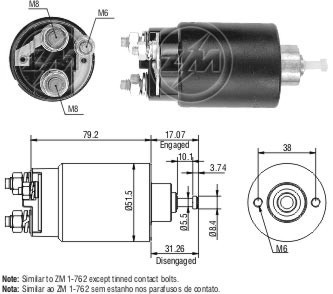 M8
M6
ZM
ZM
M8
79.2
17.07
Engaged
10.1
3.74
38
Ø51.5
Ø5.5
Ø8.4
M6
31.26
Disengaged
Note: Similar to ZM 1-762 except tinned contact bolts.
Nota: Similar ao ZM 1-762 sem estanho nos parafusos de contato.